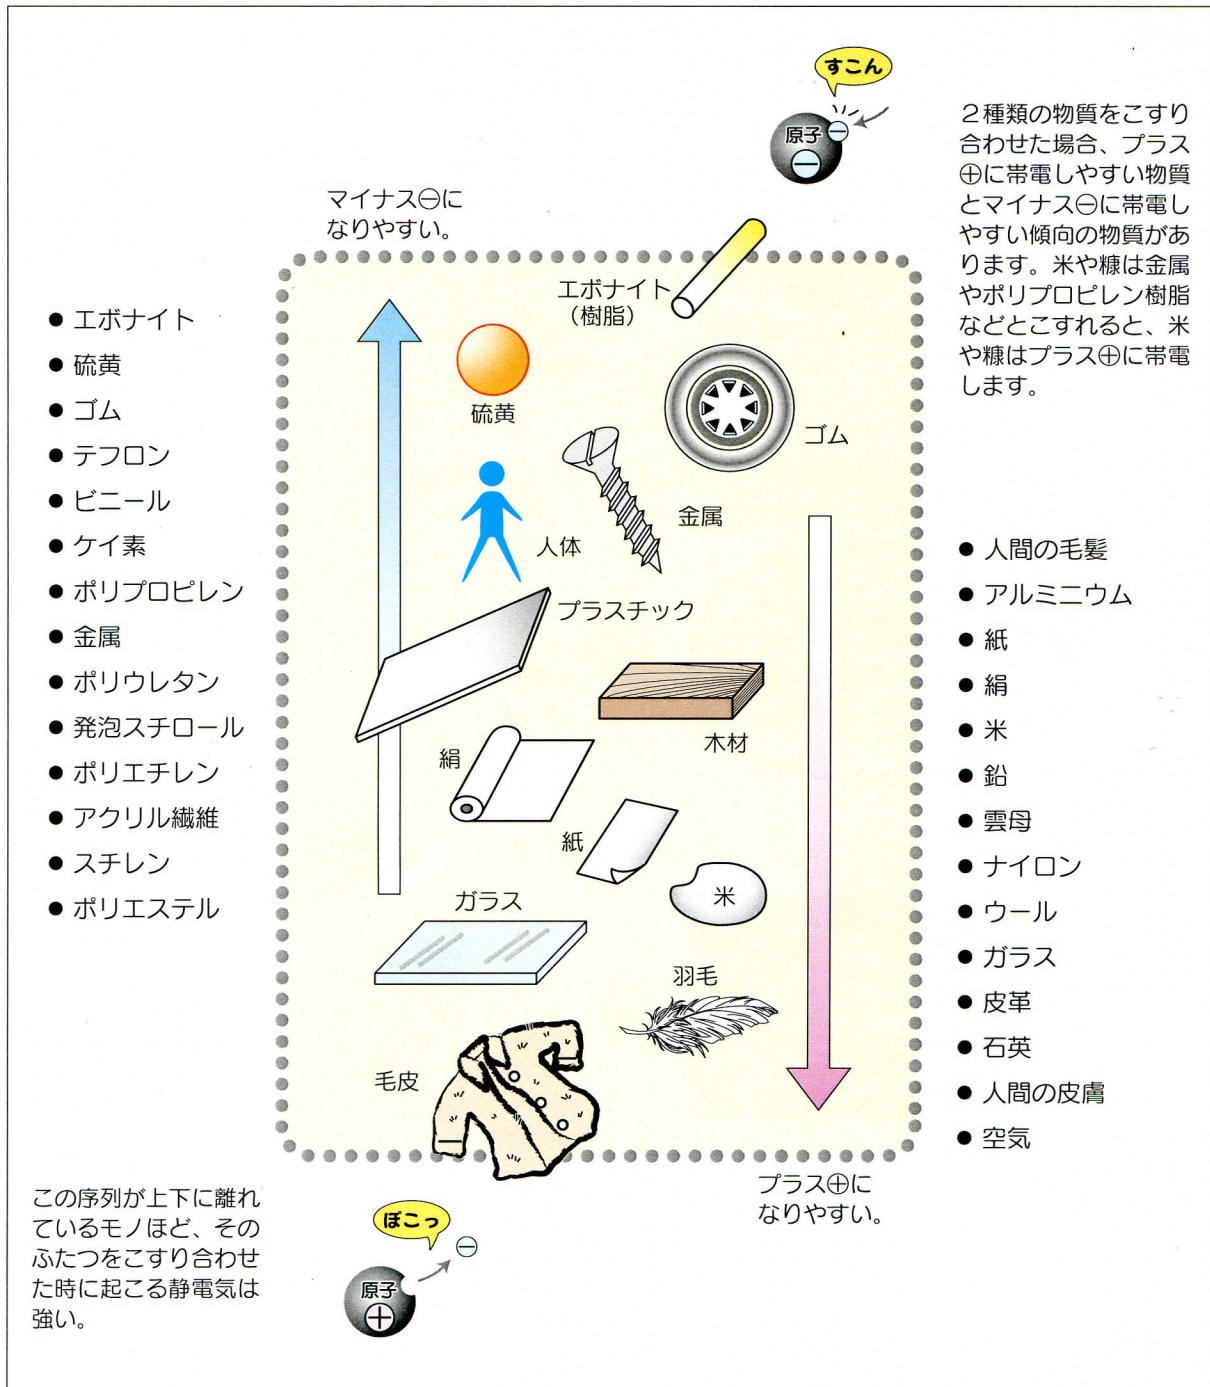 すこん
原子
⊖
⊖
2種類の物質をこすり
合わせた場合、プラス
⊕に帯電しやすい物質
とマイナス⊖に帯電し
やすい傾向の物質があ
ります。米や糠は金属
やポリプロピレン樹脂
などとこすれると、米
や糠はプラス⊕に帯電
します。
マイナス⊖に
なりやすい。
● エボナイト
● 硫黄
● ゴム
● テフロン
● ビニール
● ケイ素
● ポリプロピレン
● 金属
● ポリウレタン
● 発泡スチロール
● ポリエチレン
● アクリル繊維
● スチレン
● ポリエステル
エボナイト
（樹脂）
硫黄
ゴム
金属
人体
プラスチック
木材
絹
紙
米
ガラス
羽毛
毛皮
● 人間の毛髪
● アルミニウム
● 紙
● 絹
● 米
● 鉛
● 雲母
● ナイロン
● ウール
● ガラス
● 皮革
● 石英
● 人間の皮膚
● 空気
プラス⊕に
なりやすい。
この序列が上下に離れ
ているモノほど、その
ふたつをこすり合わせ
た時に起こる静電気は
強い。
ぽこっ
⊖
原子
⊕